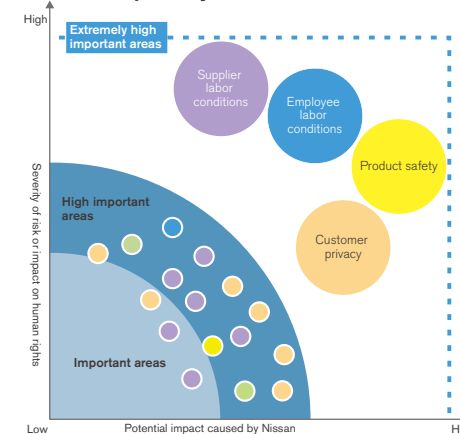 High
Extremely high
important areas
Supplier
labor
conditions
Employee
labor
conditions
Product safety
Customer
privacy
High important
areas
Important areas
Severity of risk or impact on human rights
Low
Potential impact caused by Nissan
H